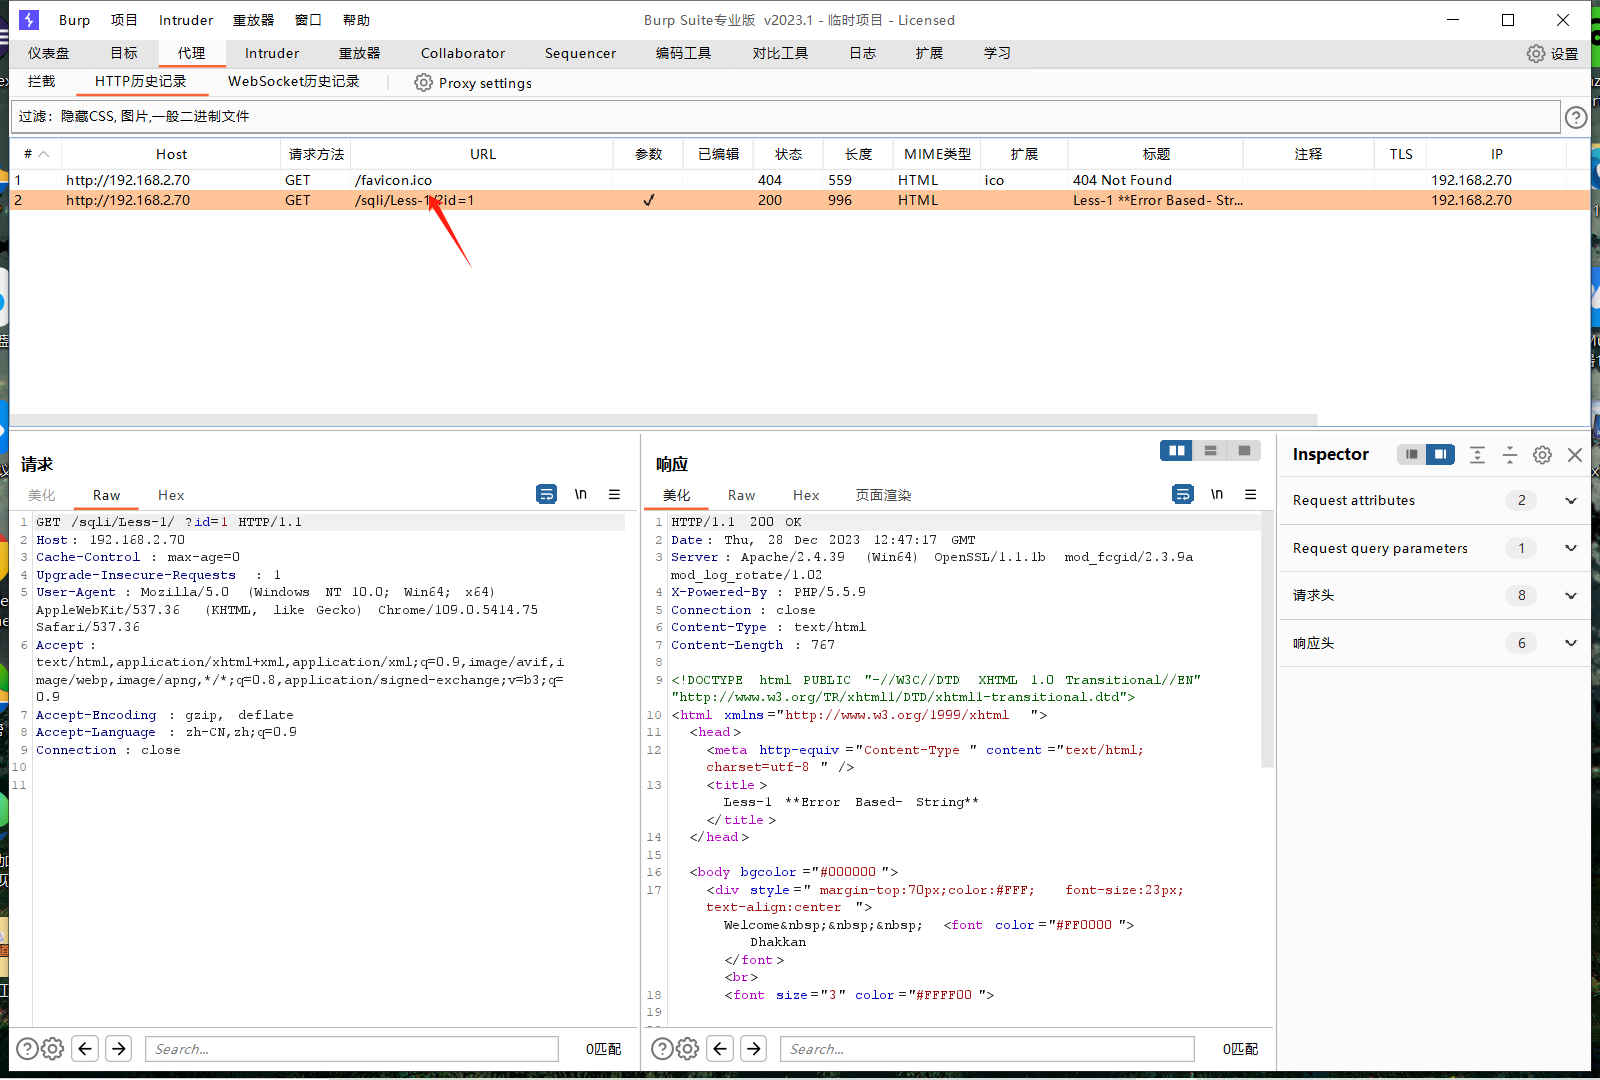 Burp 项目 Intruder 重放器 窗口 帮助 Burp Suite专业版 v2023.1 - 临时项目 - Licensed
仪表盘 目标 代理 Intruder 重放器 Collaborator Sequencer 编码工具 对比工具 日志 扩展 学习 设置
拦截 HTTP历史记录 WebSocket历史记录 Proxy settings
过滤: 隐藏CSS, 图片,一般二进制文件
# Host 请求方法 URL 参数 已编辑 状态 长度 MIME类型 扩展 标题 注释 TLS IP
1 http://192.168.2.70 GET /favicon.ico 404 559 HTML ico 404 Not Found 192.168.2.70
2 http://192.168.2.70 GET /sqli/Less-1/?id=1 ✓ 200 996 HTML Less-1 **Error Based- Str... 192.168.2.70
请求
美化 Raw Hex \n
1 GET /sqli/Less-1/ ?id=1 HTTP/1.1
2 Host : 192.168.2.70
3 Cache-Control : max-age=0
4 Upgrade-Insecure-Requests : 1
5 User-Agent : Mozilla/5.0 (Windows NT 10.0; Win64; x64)
AppleWebKit/537.36 (KHTML, like Gecko) Chrome/109.0.5414.75
Safari/537.36
6 Accept :
text/html,application/xhtml+xml,application/xml;q=0.9,image/avif,i
mage/webp,image/apng,*/*;q=0.8,application/signed-exchange;v=b3;q=
0.9
7 Accept-Encoding : gzip, deflate
8 Accept-Language : zh-CN,zh;q=0.9
9 Connection : close
10
11
Search... 0匹配
响应
美化 Raw Hex 页面渲染 \n
1 HTTP/1.1 200 OK
2 Date : Thu, 28 Dec 2023 12:47:17 GMT
3 Server : Apache/2.4.39 (Win64) OpenSSL/1.1.1b mod_fcgid/2.3.9a
mod_log_rotate/1.02
4 X-Powered-By : PHP/5.5.9
5 Connection : close
6 Content-Type : text/html
7 Content-Length : 767
8
9 <!DOCTYPE html PUBLIC "-//W3C//DTD XHTML 1.0 Transitional//EN"
"http://www.w3.org/TR/xhtml1/DTD/xhtml1-transitional.dtd">
10 <html xmlns ="http://www.w3.org/1999/xhtml ">
11 <head >
12 <meta http-equiv ="Content-Type " content ="text/html;
charset=utf-8 " />
13 <title >
Less-1 **Error Based- String**
</title >
14 </head >
15
16 <body bgcolor ="#000000 ">
17 <div style =" margin-top:70px;color:#FFF; font-size:23px;
text-align:center ">
Welcome&nbsp;&nbsp;&nbsp; <font color ="#FF0000 ">
Dhakkan
</font >
<br>
18 <font size ="3" color ="#FFFF00 ">
19
Search... 0匹配
Inspector
Request attributes 2
Request query parameters 1
请求头 8
响应头 6